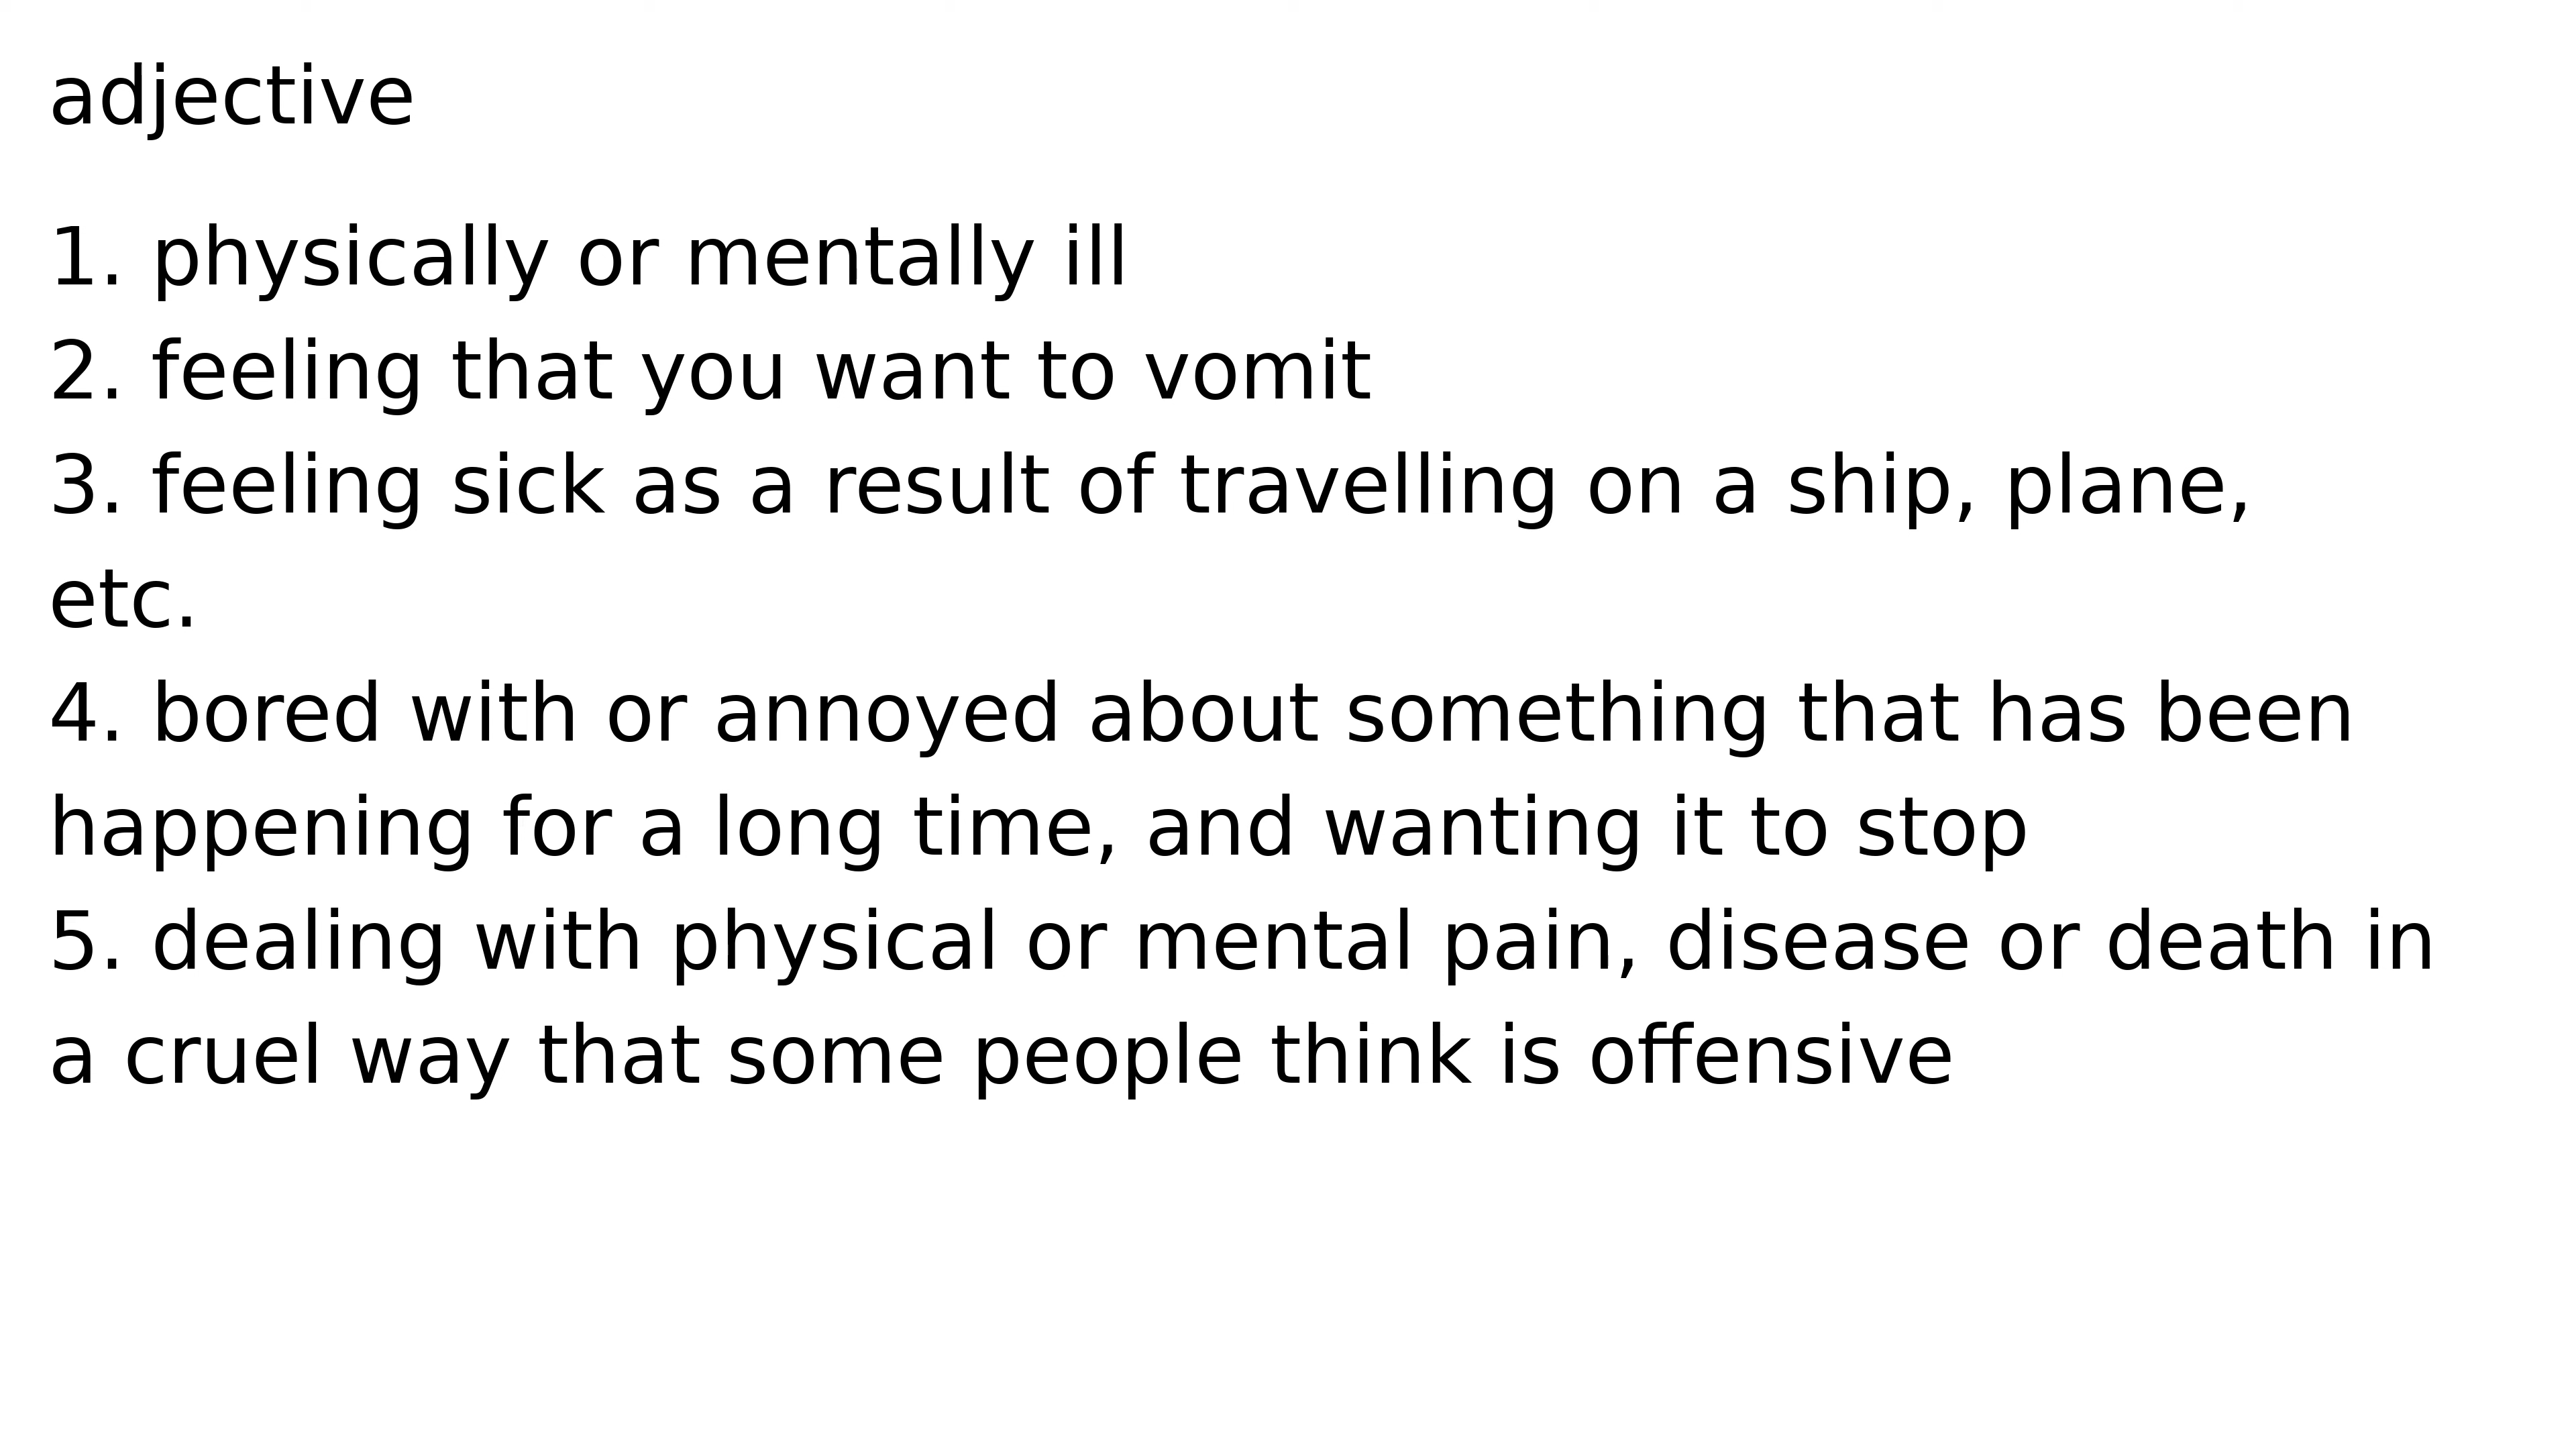 adjective
1. physically or mentally ill
2. feeling that you want to vomit
3. feeling sick as a result of travelling on a ship, plane,
etc.
4. bored with or annoyed about something that has been
happening for a long time, and wanting it to stop
5. dealing with physical or mental pain, disease or death in
a cruel way that some people think is offensive